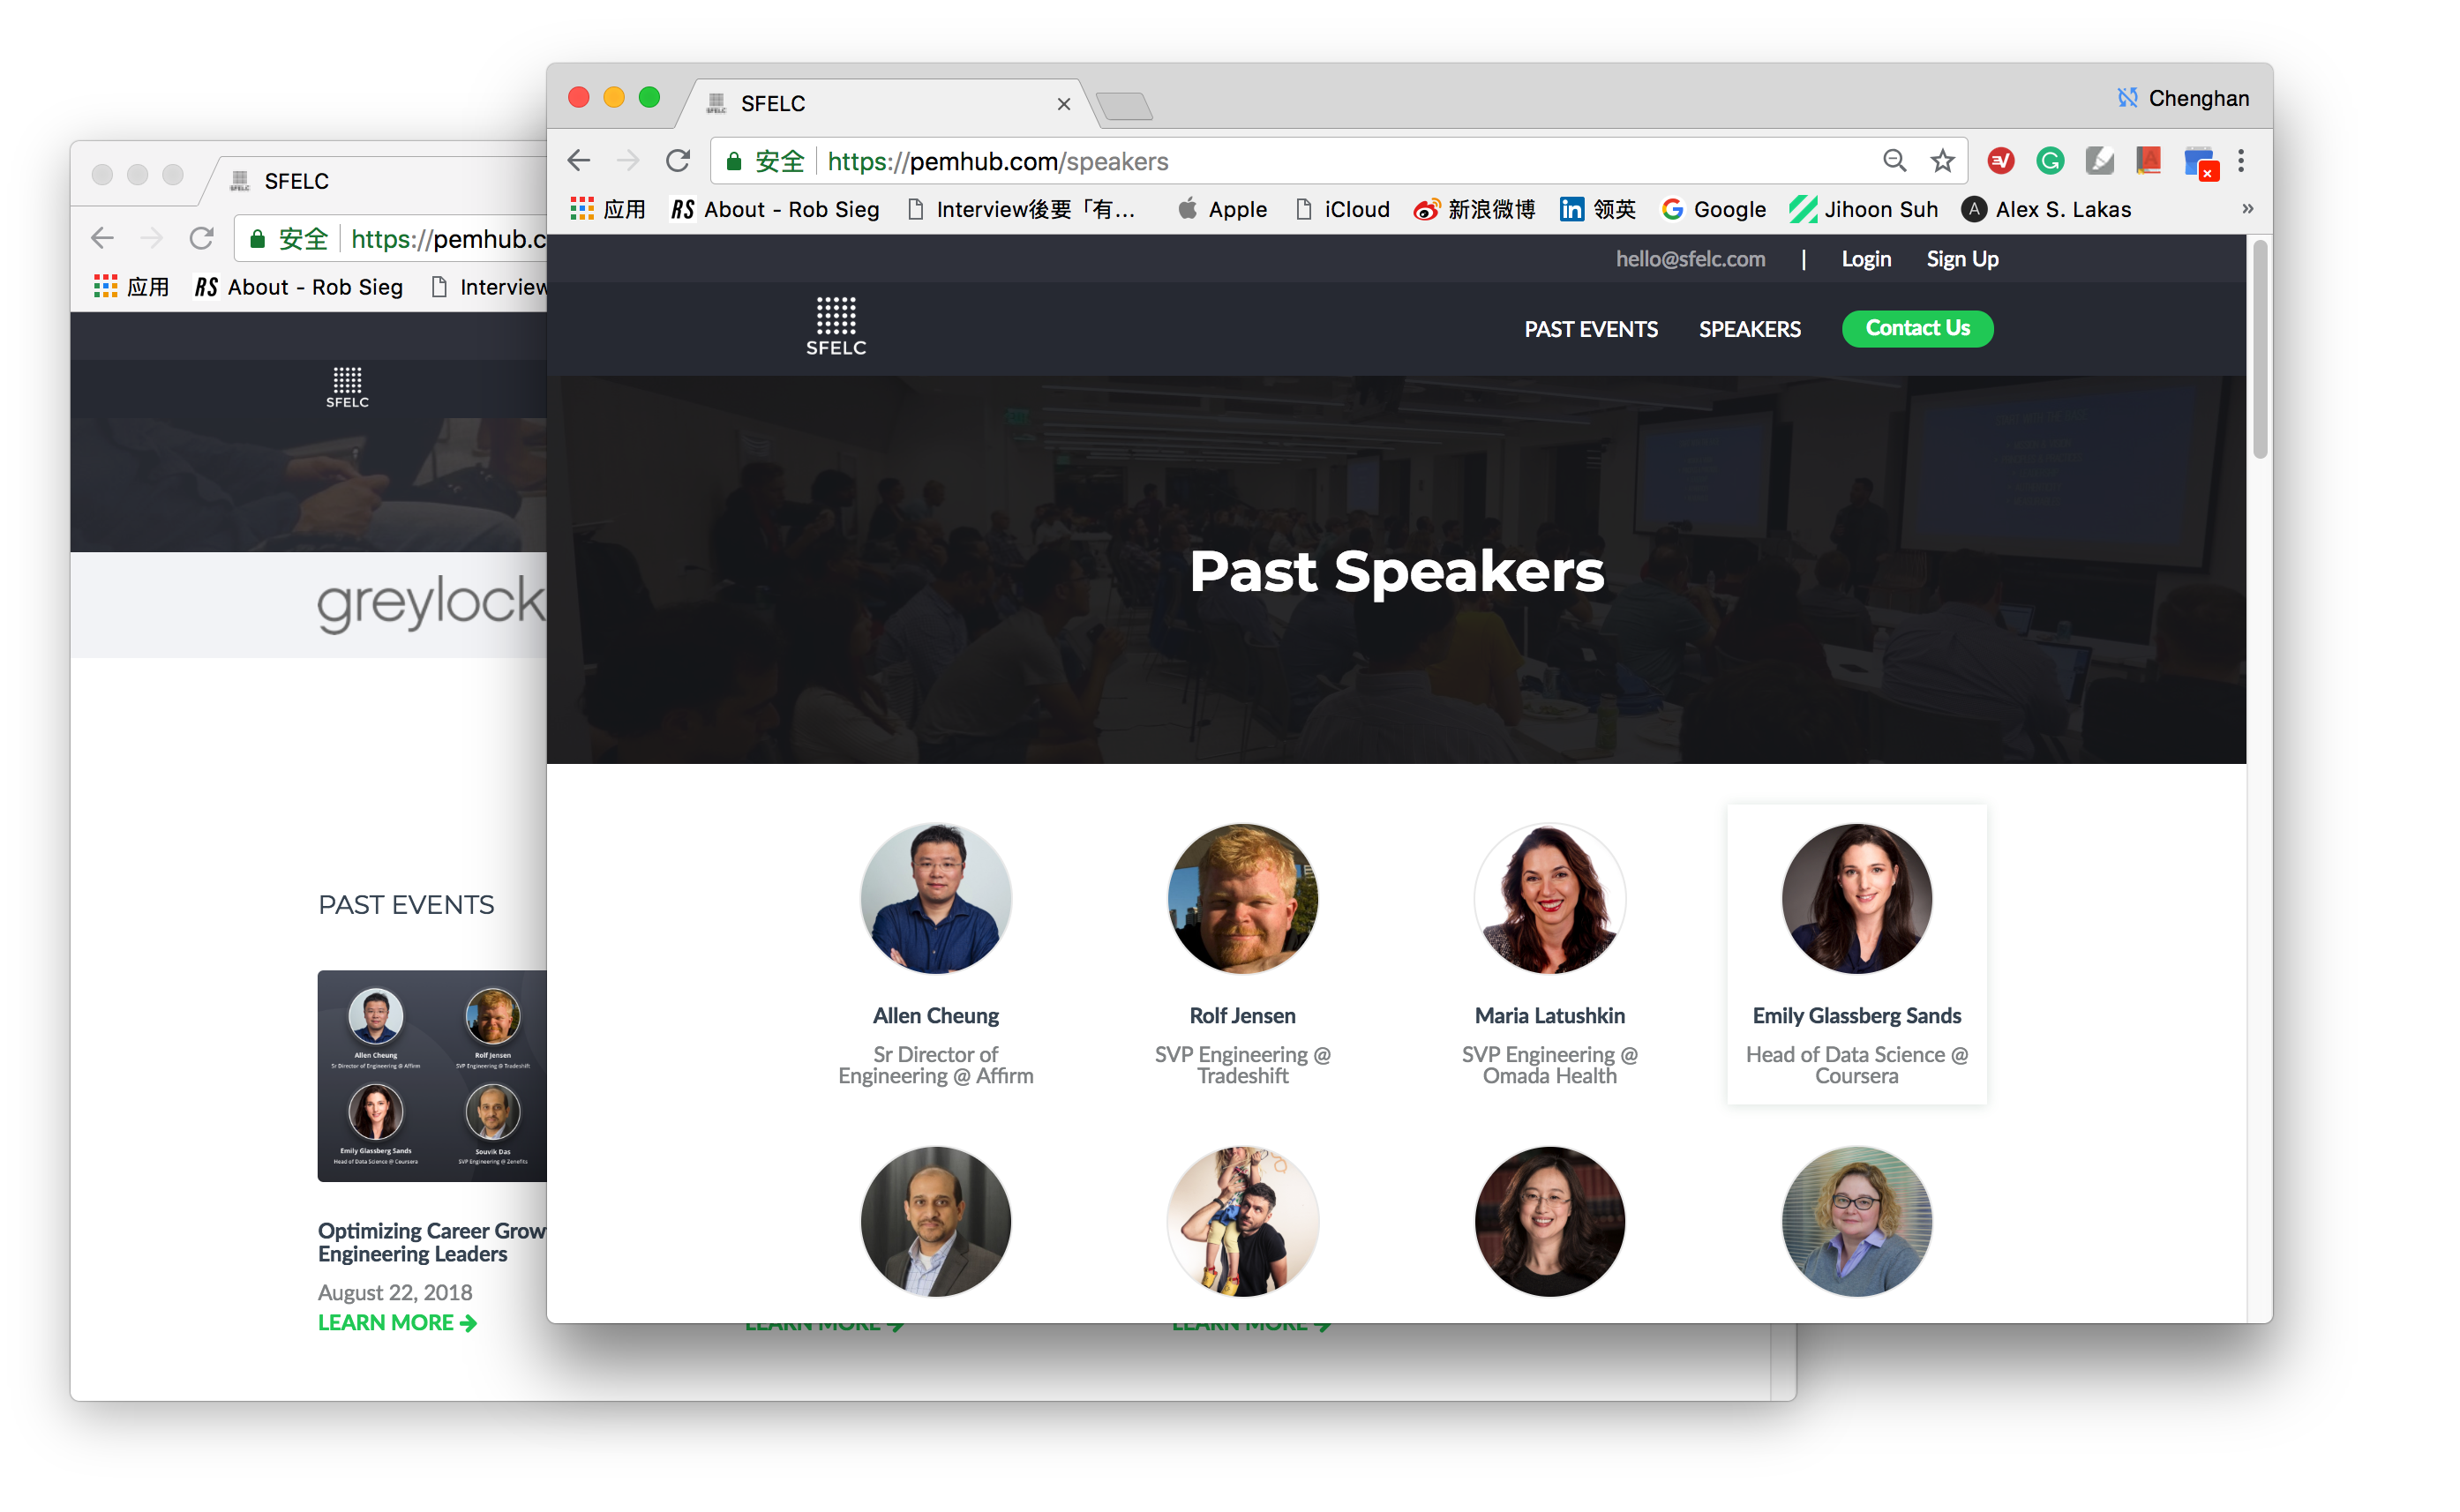 SFELC
安全 https://pemhub.c
应用 RS About - Rob Sieg Interview
SFELC
greylock
PAST EVENTS
Allen Cheung
Sr Director of Engineering @ Affirm
Rolf Jensen
SVP Engineering @ Tradeshift
Emily Glassberg Sands
Head of Data Science @ Coursera
Souvik Das
SVP Engineering @ Zenefits
Optimizing Career Grow
Engineering Leaders
August 22, 2018
LEARN MORE
LEARN MORE
LEARN MORE
SFELC
Chenghan
安全 https://pemhub.com/speakers
应用 RS About - Rob Sieg Interview後要「有... Apple iCloud 新浪微博 in 领英 G Google Jihoon Suh A Alex S. Lakas »
hello@sfelc.com | Login Sign Up
SFELC
PAST EVENTS SPEAKERS Contact Us
Past Speakers
Allen Cheung
Sr Director of
Engineering @ Affirm
Rolf Jensen
SVP Engineering @
Tradeshift
Maria Latushkin
SVP Engineering @
Omada Health
Emily Glassberg Sands
Head of Data Science @
Coursera